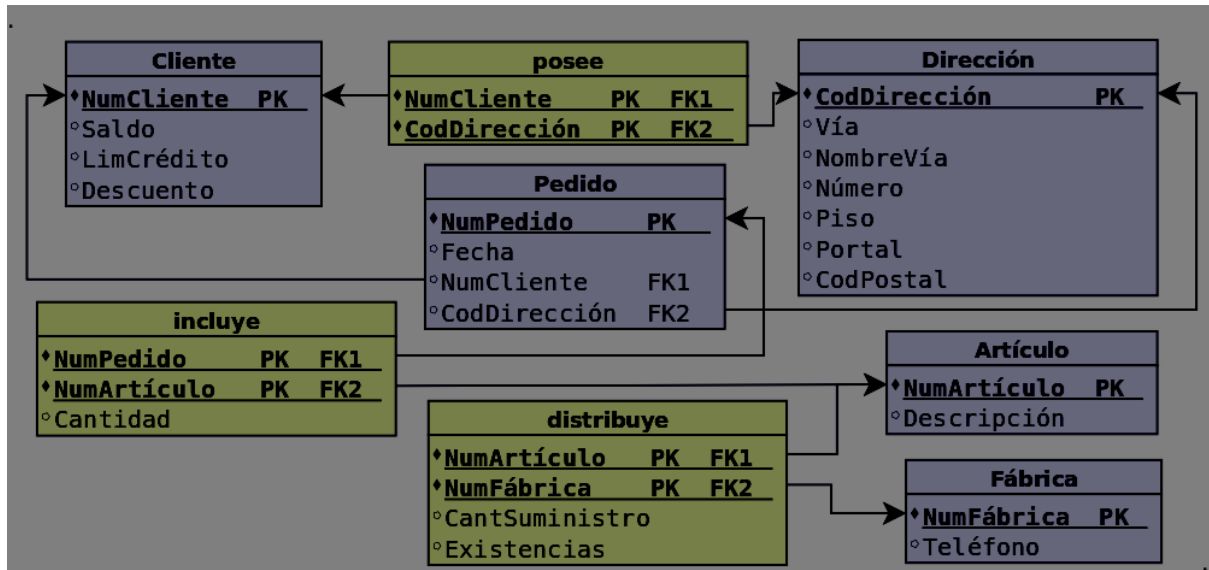 Cliente
NumCliente PK
Saldo
LimCrédito
Descuento
posee
NumCliente PK FK1
CodDirección PK FK2
Dirección
CodDirección PK
Vía
NombreVía
Número
Piso
Portal
CodPostal
Pedido
NumPedido PK
Fecha
NumCliente FK1
CodDirección FK2
incluye
NumPedido PK FK1
NumArtículo PK FK2
Cantidad
Artículo
NumArtículo PK
Descripción
distribuye
NumArtículo PK FK1
NumFábrica PK FK2
CantSuministro
Existencias
Fábrica
NumFábrica PK
Teléfono